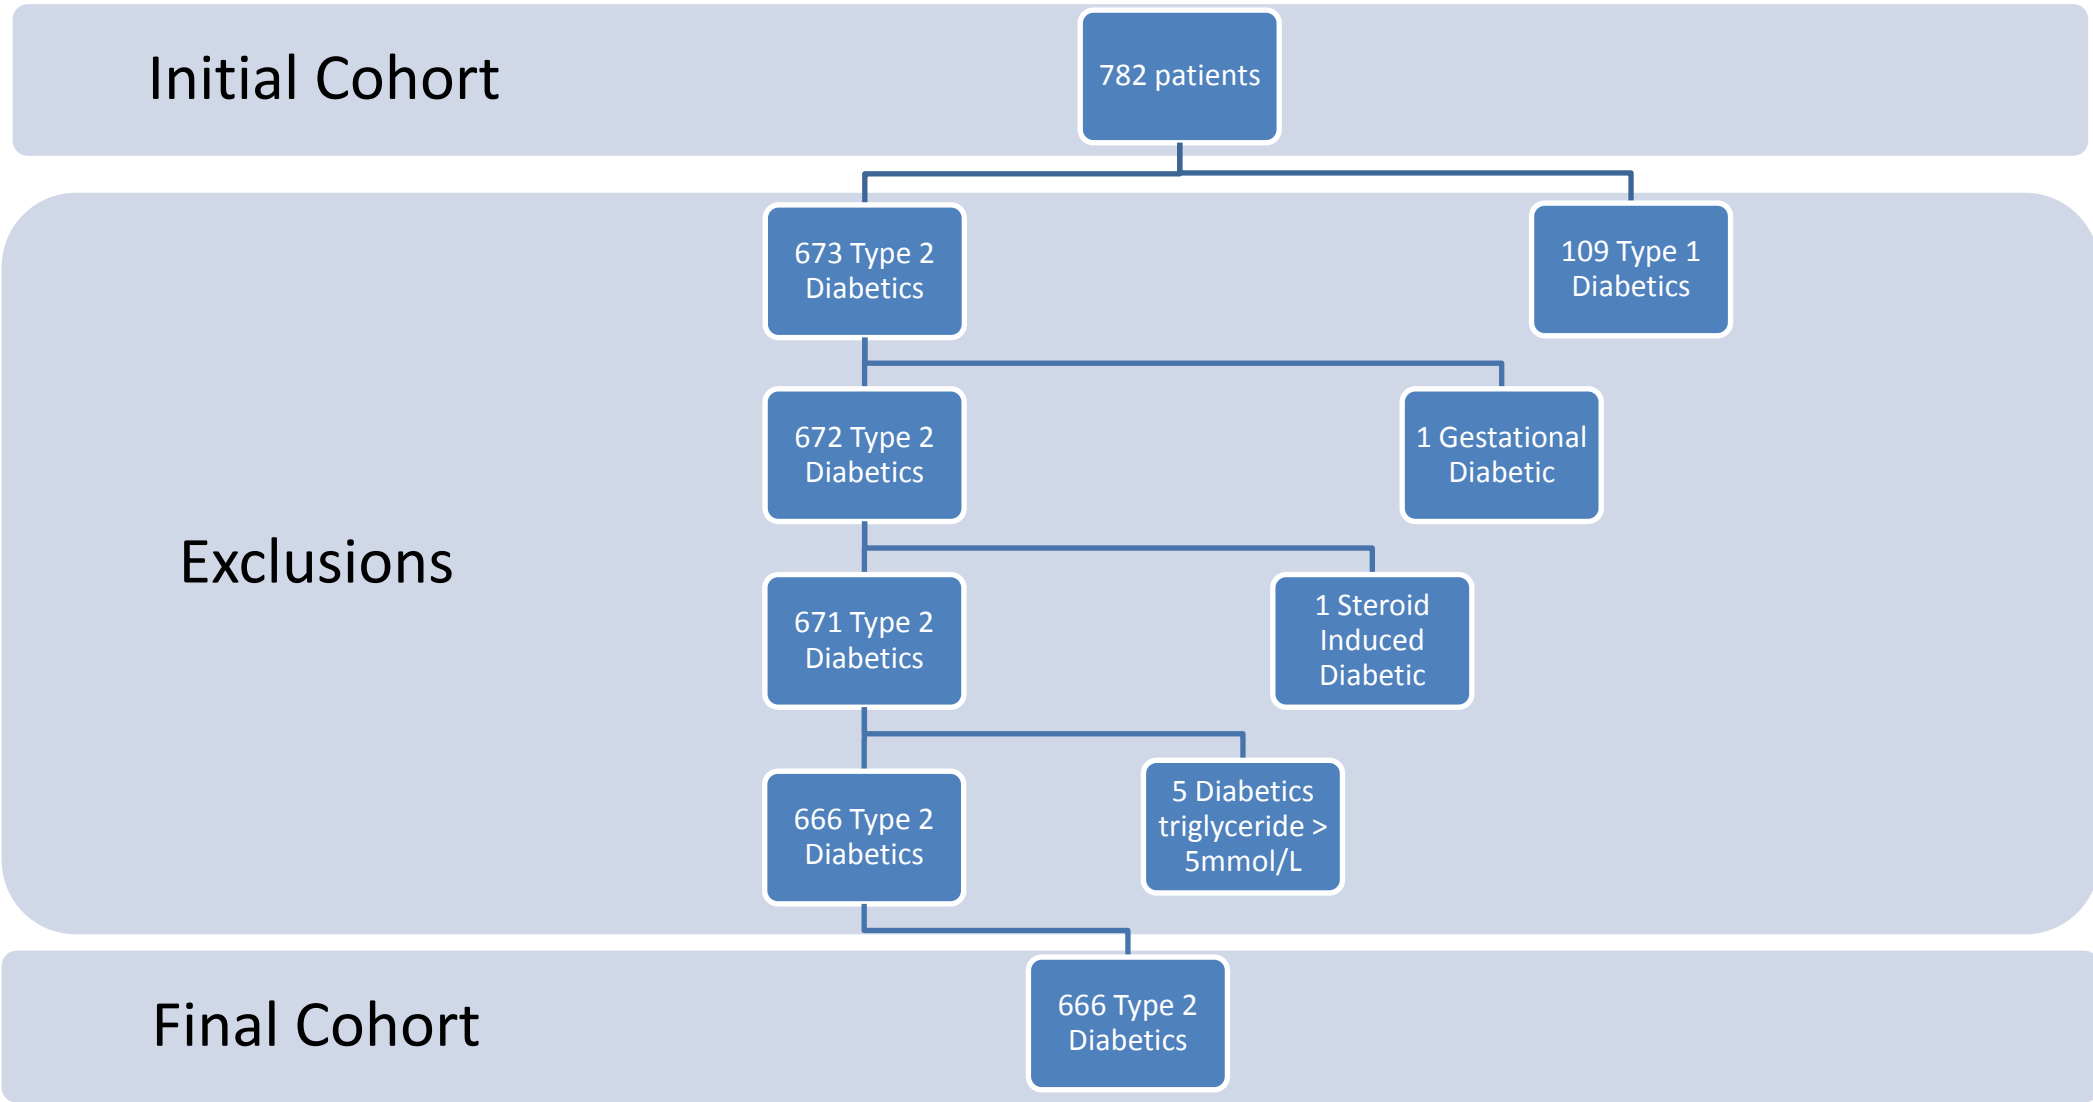 Initial Cohort
782 patients
673 Type 2
Diabetics
109 Type 1
Diabetics
672 Type 2
Diabetics
1 Gestational
Diabetic
Exclusions
671 Type 2
Diabetics
1 Steroid
Induced
Diabetic
666 Type 2
Diabetics
5 Diabetics
triglyceride >
5mmol/L
Final Cohort
666 Type 2
Diabetics